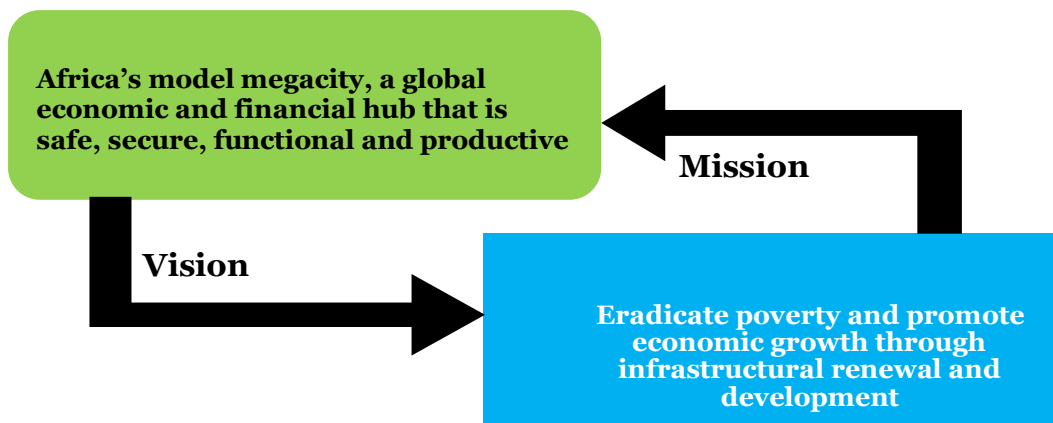 Africa’s model megacity, a global
economic and financial hub that is
safe, secure, functional and productive
Mission
Vision
Eradicate poverty and promote
economic growth through
infrastructural renewal and
development